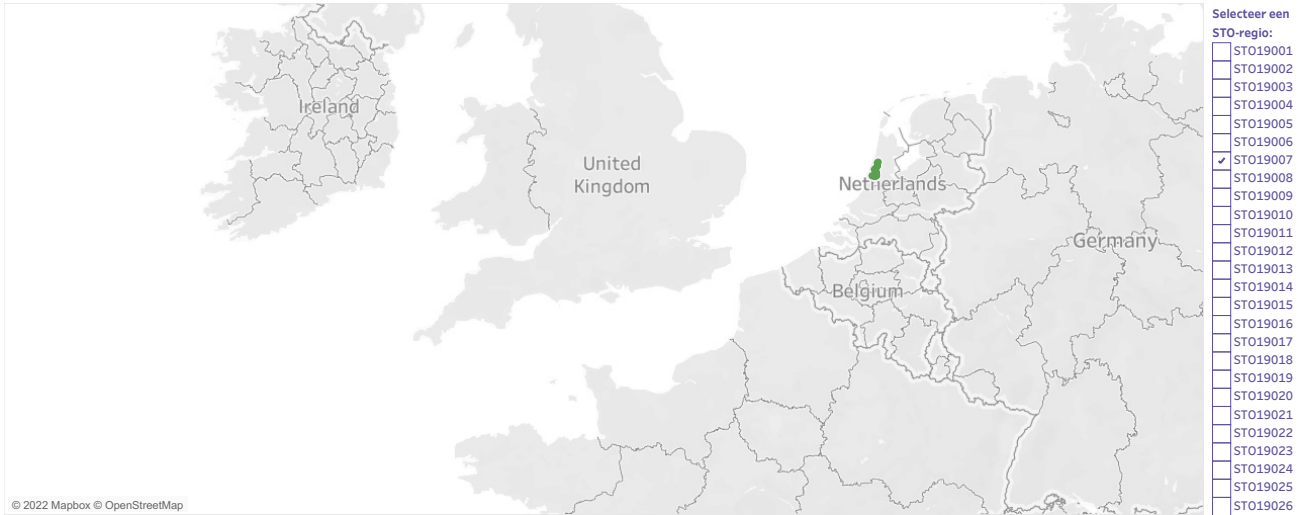 Ireland
United
Kingdom
Netherlands
Germany
Belgium
© 2022 Mapbox © OpenStreetMap
Selecteer een
STO-regio:
STO19001
STO19002
STO19003
STO19004
STO19005
STO19006
STO19007
STO19008
STO19009
STO19010
STO19011
STO19012
STO19013
STO19014
STO19015
STO19016
STO19017
STO19018
STO19019
STO19020
STO19021
STO19022
STO19023
STO19024
STO19025
STO19026